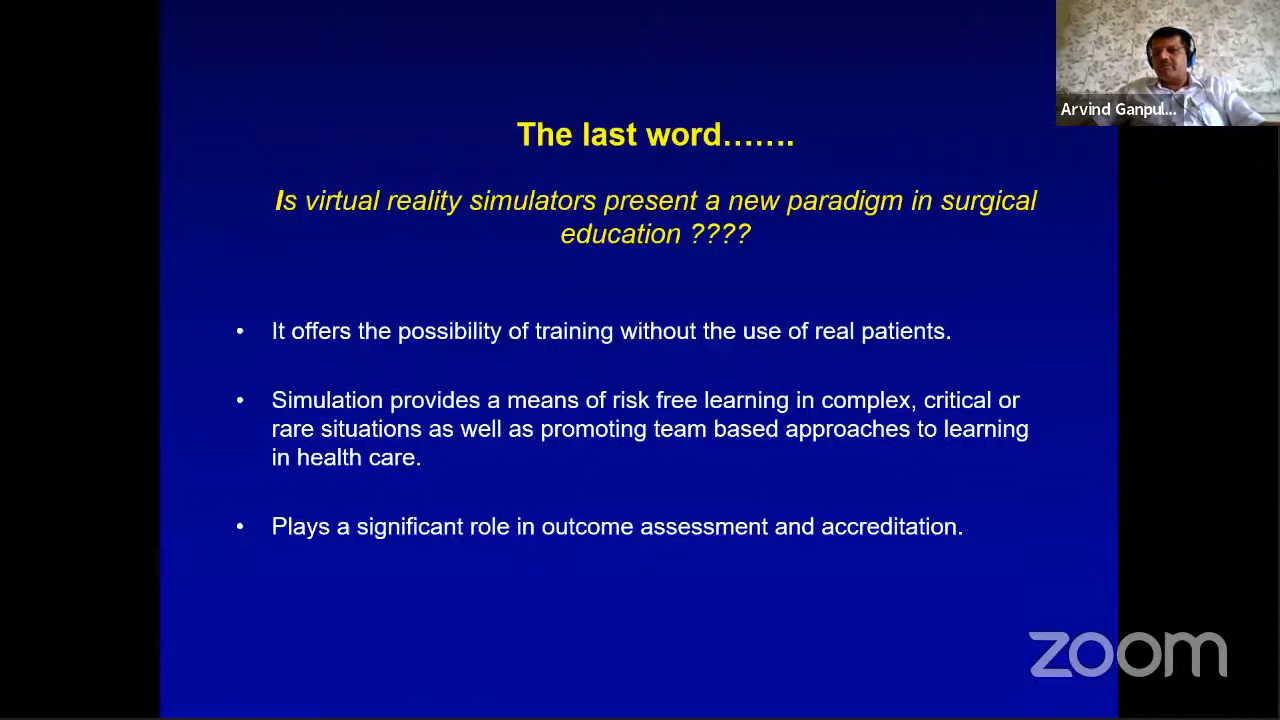 Arvind Ganpul...
The last word…….
Is virtual reality simulators present a new paradigm in surgical
education ????
• It offers the possibility of training without the use of real patients.
• Simulation provides a means of risk free learning in complex, critical or
rare situations as well as promoting team based approaches to learning
in health care.
• Plays a significant role in outcome assessment and accreditation.
zoom